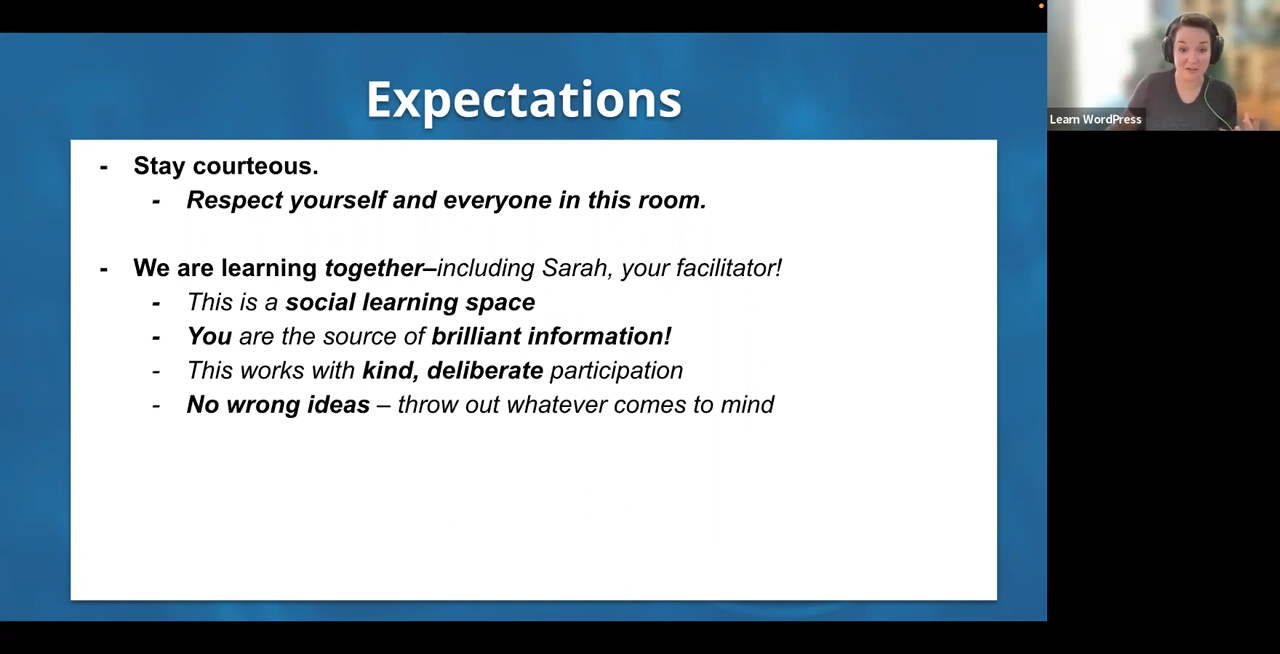 Expectations
- Stay courteous.
- Respect yourself and everyone in this room.
- We are learning together–including Sarah, your facilitator!
- This is a social learning space
- You are the source of brilliant information!
- This works with kind, deliberate participation
- No wrong ideas – throw out whatever comes to mind
Learn WordPress